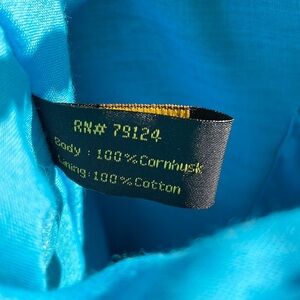 RN# 79124
Body : 100%Cornhusk
Lining:100%Cotton